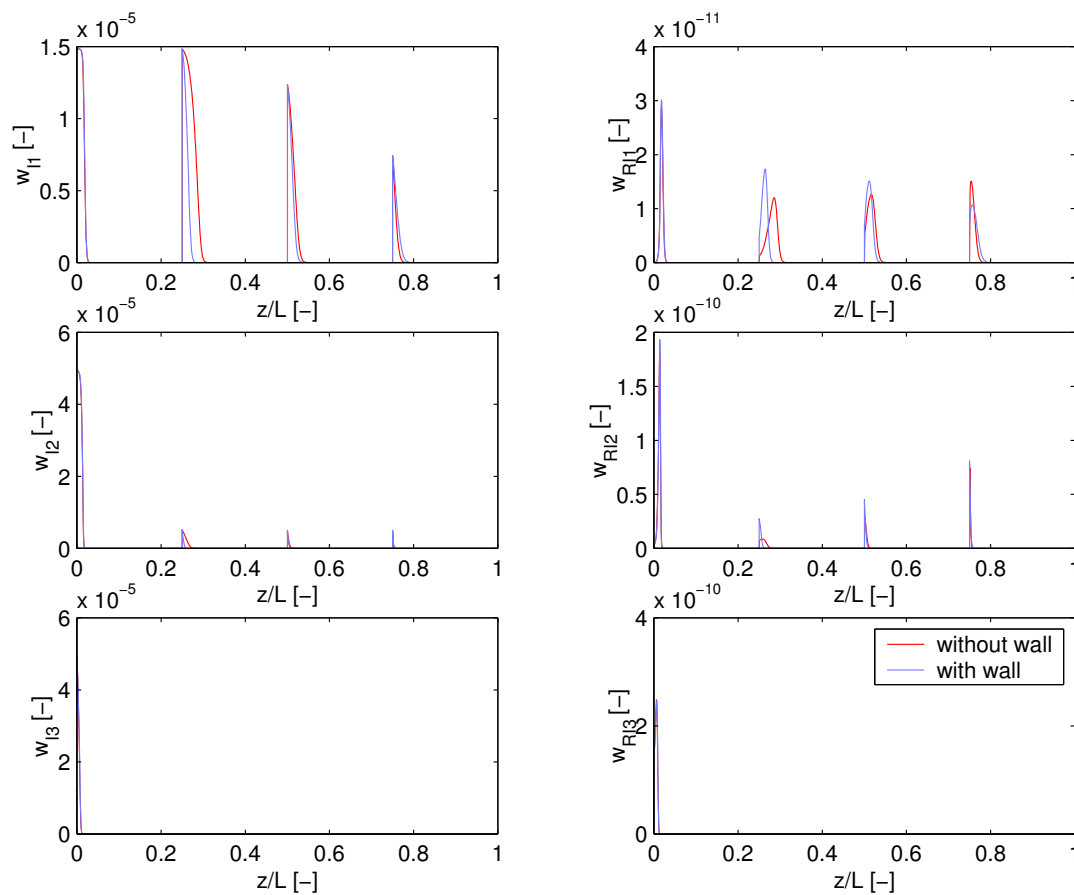 x 10^−5
1.5
1
0.5
0
w_I1 [−]
0 0.2 0.4 0.6 0.8 1
z/L [−]
x 10^−11
4
3
2
1
0
w_RI1 [−]
0 0.2 0.4 0.6 0.8 1
z/L [−]
x 10^−5
6
4
2
0
w_I2 [−]
0 0.2 0.4 0.6 0.8 1
z/L [−]
x 10^−10
2
1.5
1
0.5
0
w_RI2 [−]
0 0.2 0.4 0.6 0.8 1
z/L [−]
x 10^−5
6
4
2
0
w_I3 [−]
0 0.2 0.4 0.6 0.8 1
z/L [−]
x 10^−10
4
2
0
w_RI3 [−]
without wall
with wall
0 0.2 0.4 0.6 0.8 1
z/L [−]